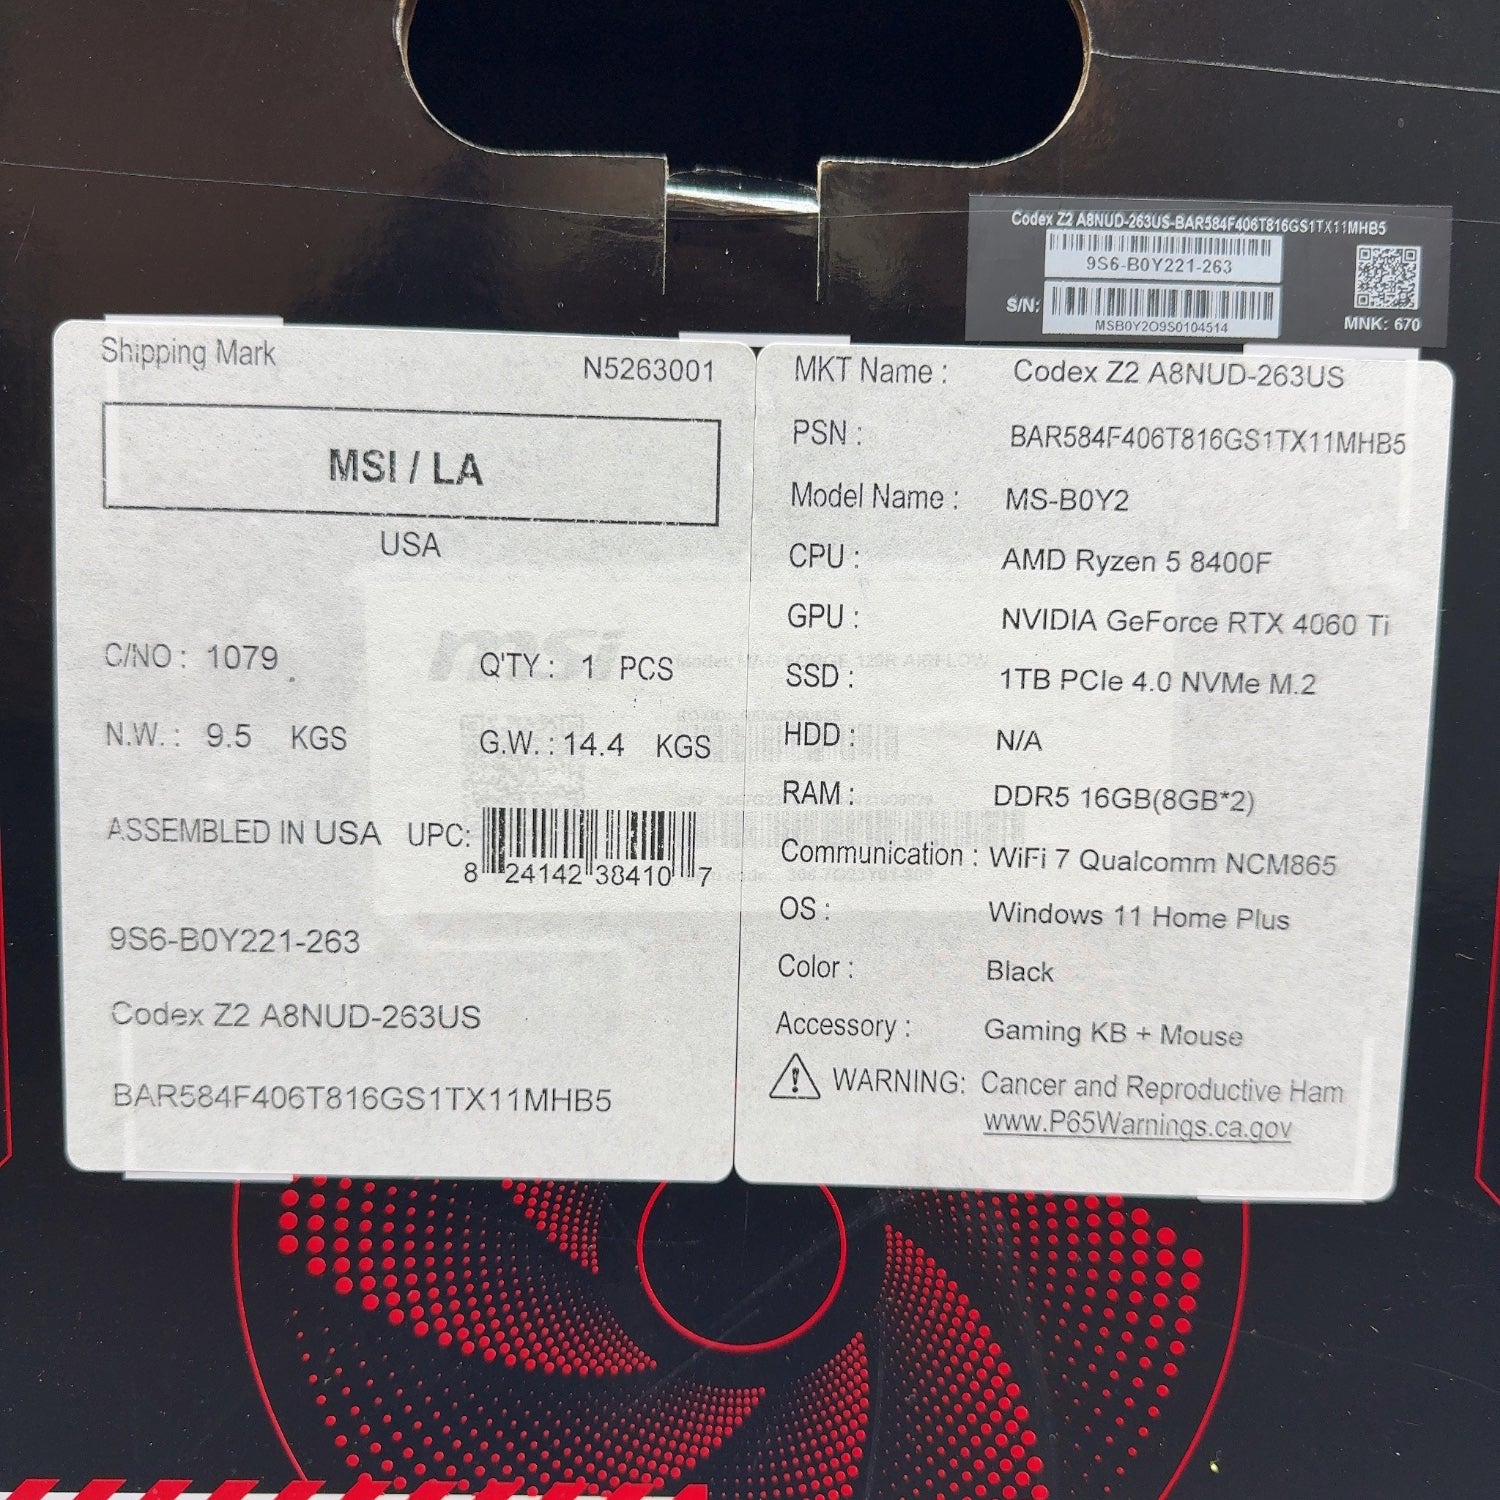 Codex Z2 A8NUD-263US-BAR584F406T816GS1TX11MHB5
9S6-B0Y221-263
S/N:
MSB0Y2O9S0104514
MNK: 670
Shipping Mark
N5263001
MSI / LA
USA
C/NO : 1079
Q'TY : 1 PCS
N.W. : 9.5 KGS
G.W. : 14.4 KGS
ASSEMBLED IN USA UPC:
8 24142 38410 7
9S6-B0Y221-263
Codex Z2 A8NUD-263US
BAR584F406T816GS1TX11MHB5
MKT Name : Codex Z2 A8NUD-263US
PSN : BAR584F406T816GS1TX11MHB5
Model Name : MS-B0Y2
CPU : AMD Ryzen 5 8400F
GPU : NVIDIA GeForce RTX 4060 Ti
SSD : 1TB PCIe 4.0 NVMe M.2
HDD : N/A
RAM : DDR5 16GB(8GB*2)
Communication : WiFi 7 Qualcomm NCM865
OS : Windows 11 Home Plus
Color : Black
Accessory : Gaming KB + Mouse
WARNING: Cancer and Reproductive Ham
www.P65Warnings.ca.gov